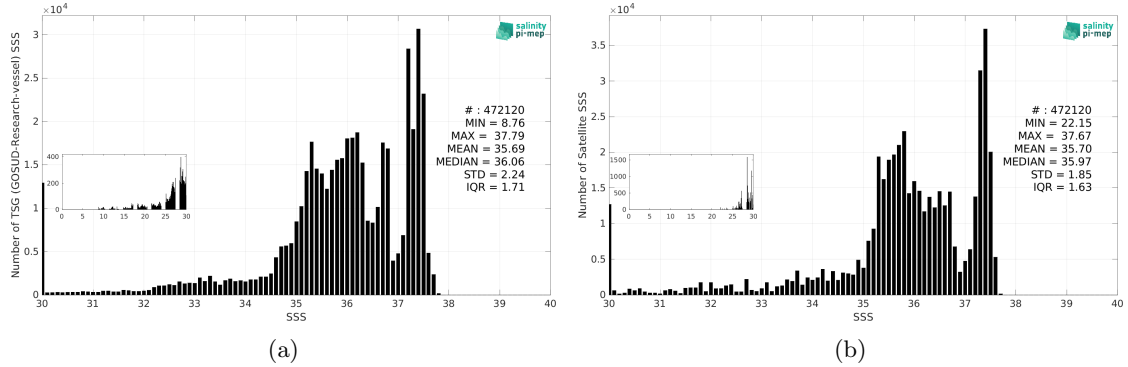 ×10⁴
3
2.5
2
1.5
1
0.5
0
30
31
32
33
34
35
36
37
38
39
40
SSS
Number of TSG (GOSUD-Research-vessel) SSS
salinity
pi-mep
# : 472120
MIN = 8.76
MAX = 37.79
MEAN = 35.69
MEDIAN = 36.06
STD = 2.24
IQR = 1.71
400
200
0
0
5
10
15
20
25
30
(a)
×10⁴
3.5
3
2.5
2
1.5
1
0.5
0
30
31
32
33
34
35
36
37
38
39
40
SSS
Number of Satellite SSS
salinity
pi-mep
# : 472120
MIN = 22.15
MAX = 37.67
MEAN = 35.70
MEDIAN = 35.97
STD = 1.85
IQR = 1.63
1500
1000
500
0
0
5
10
15
20
25
30
(b)